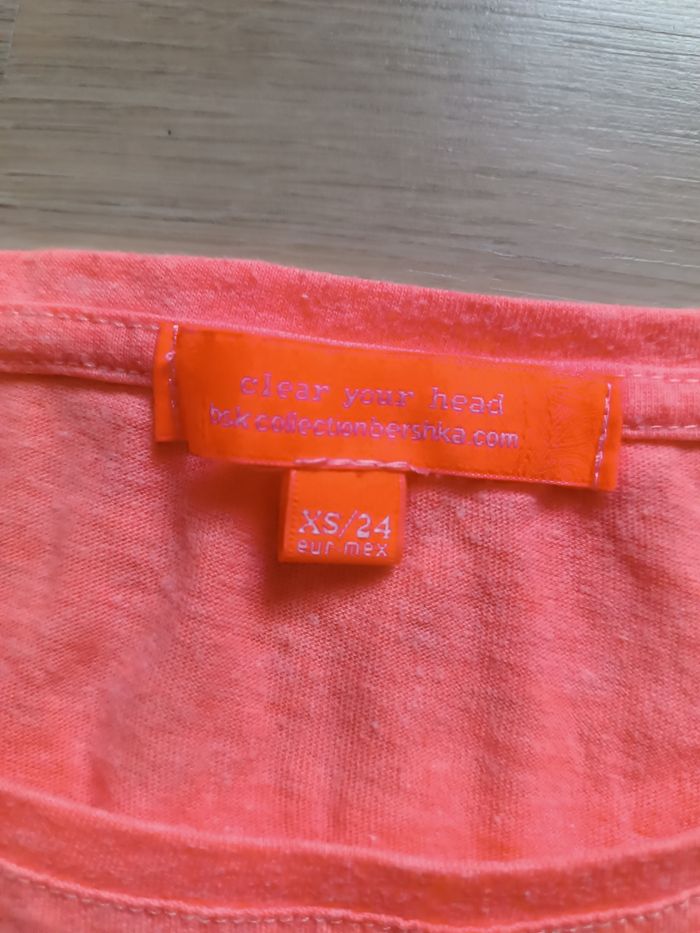 clear your head
bsk collectionbershka.com
XS/24
eur mex